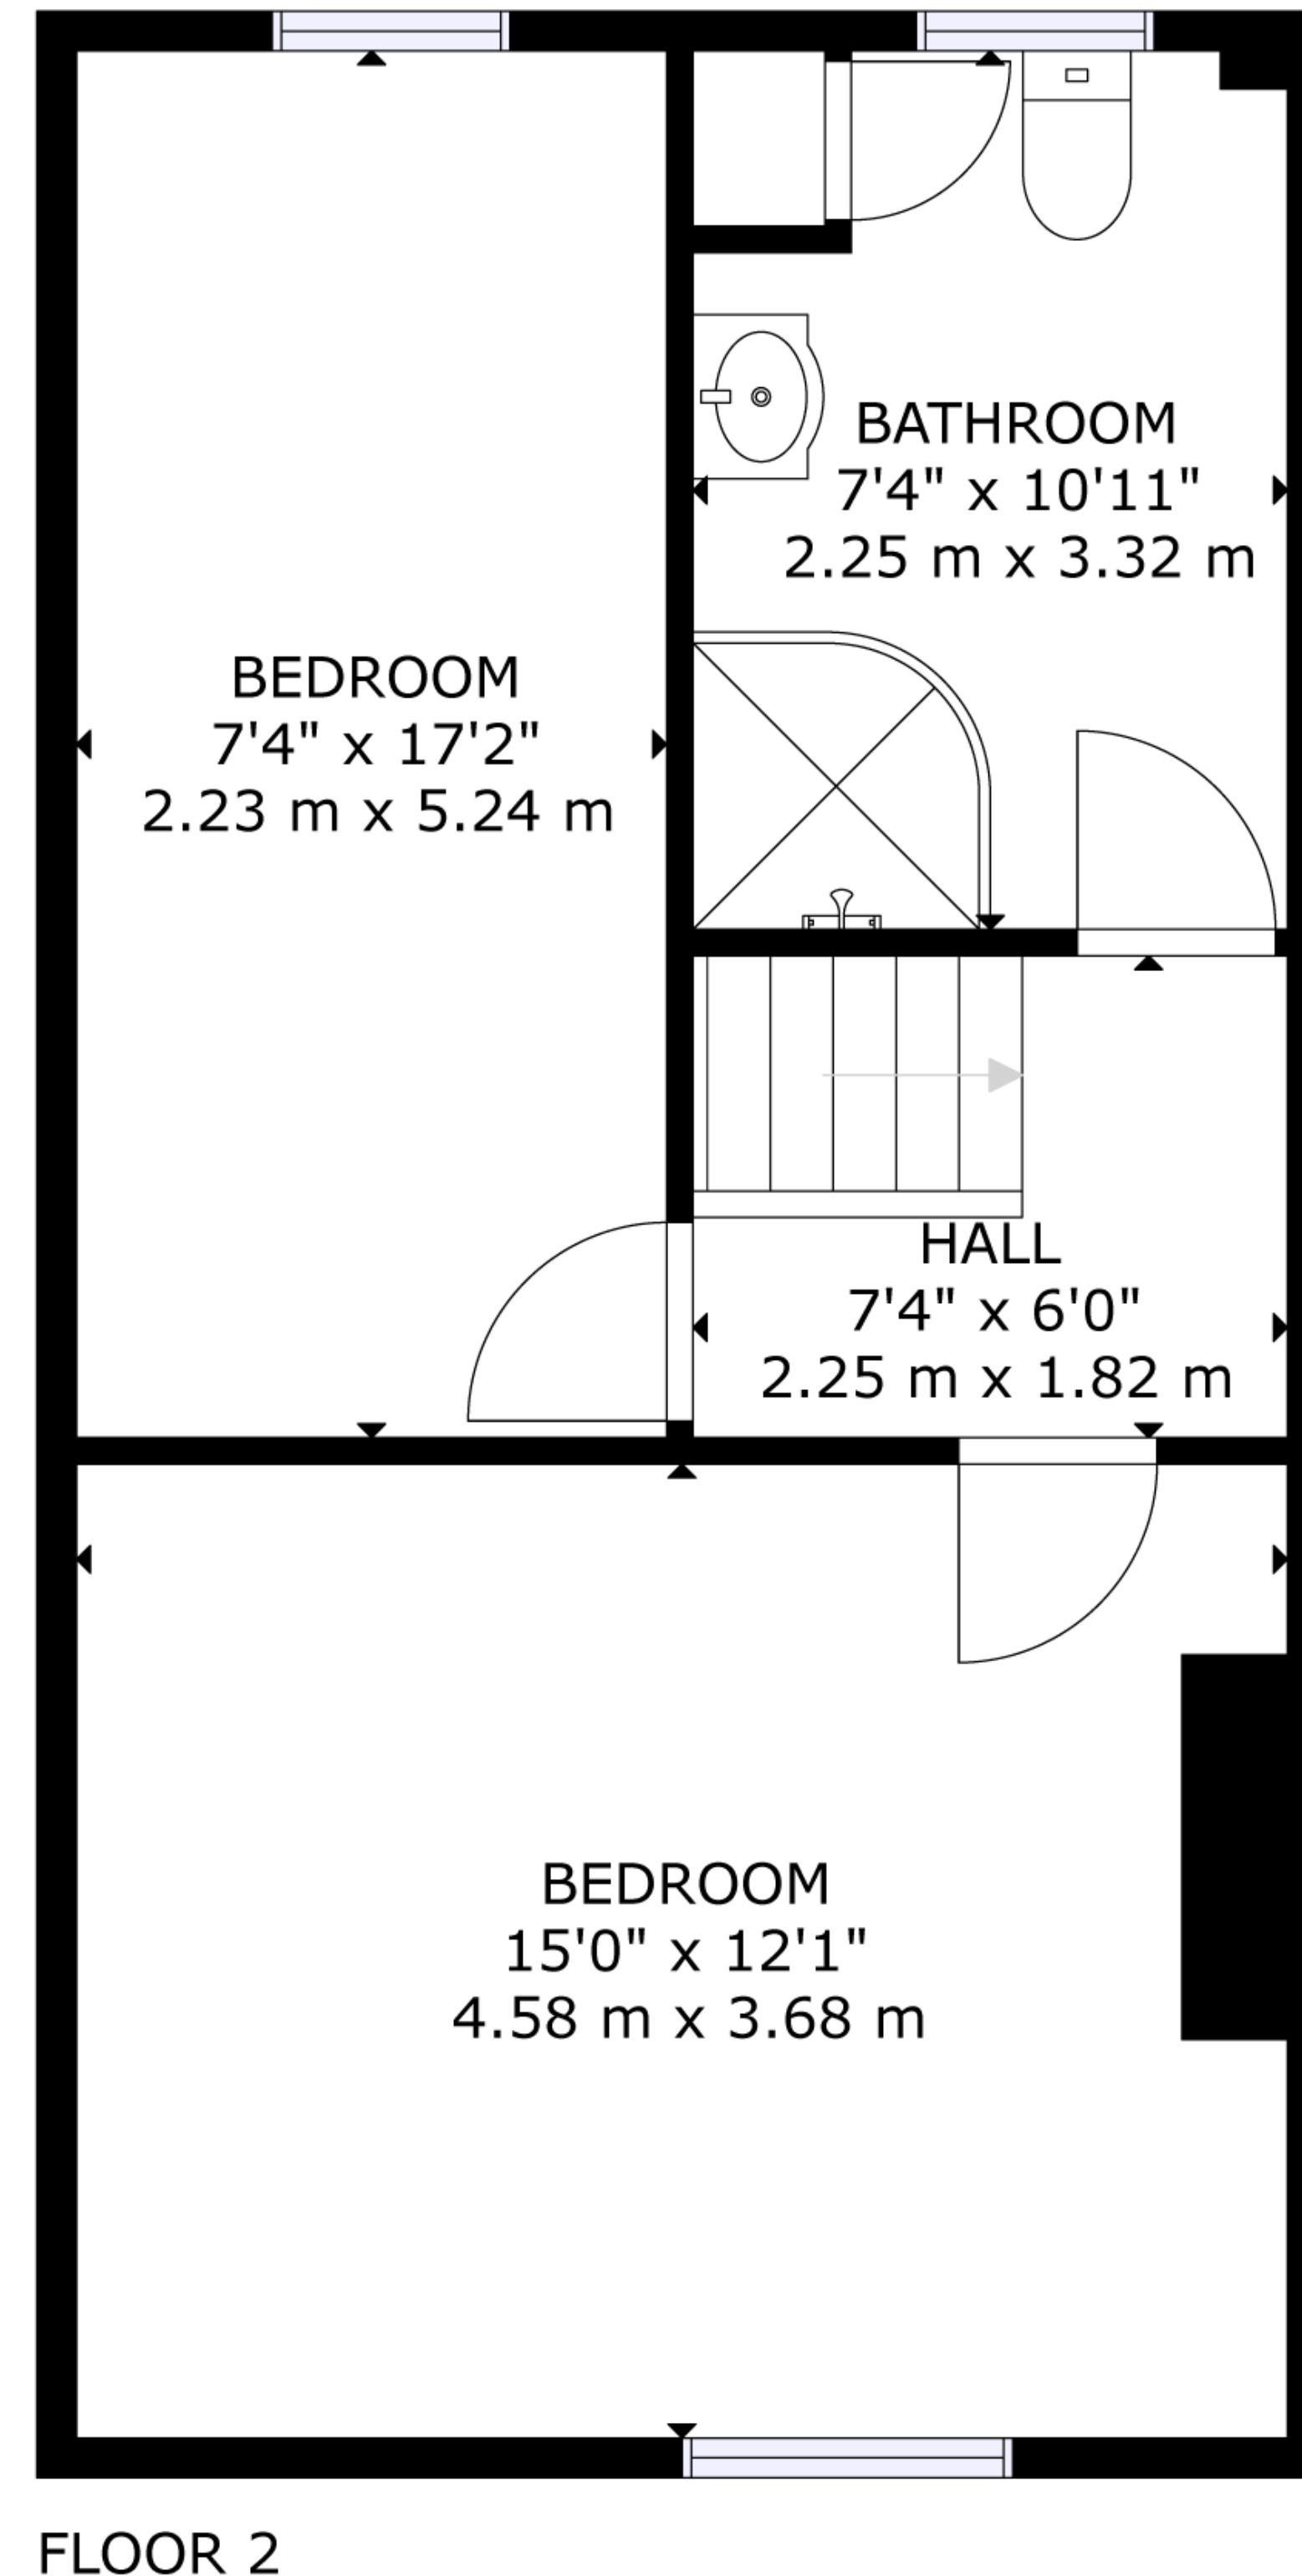 BATHROOM
7'4" x 10'11"
2.25 m x 3.32 m
BEDROOM
7'4" x 17'2"
2.23 m x 5.24 m
HALL
7'4" x 6'0"
2.25 m x 1.82 m
BEDROOM
15'0" x 12'1"
4.58 m x 3.68 m
FLOOR 2